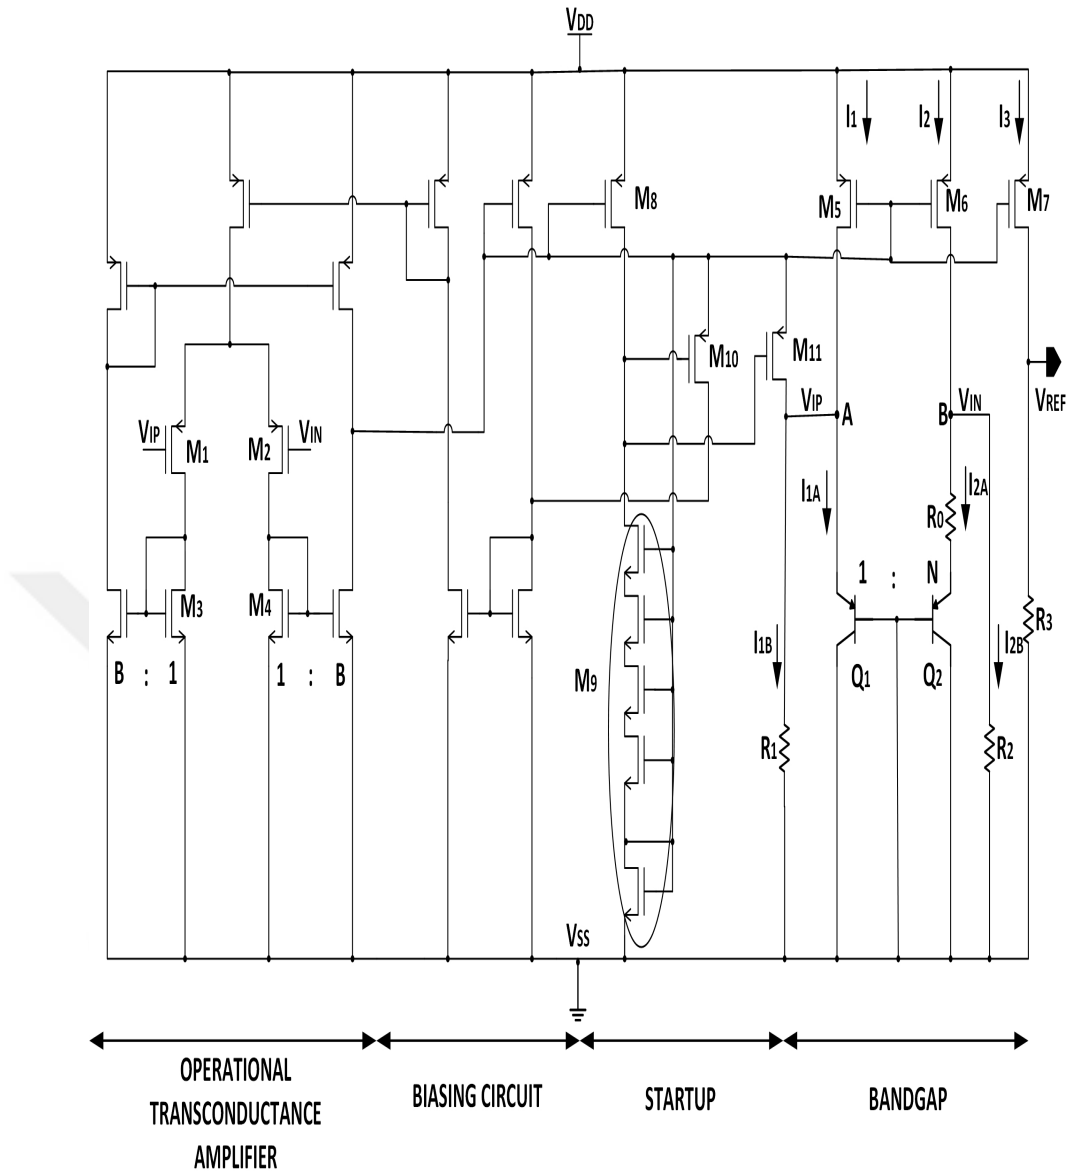 VDD
I1
I2
I3
M8
M5
M6
M7
M10
M11
VIP
A
B
VIN
VREF
VIP
M1
M2
VIN
I1A
I2A
R0
1 : N
M3
M4
R3
B : 1
1 : B
M9
I1B
Q1
Q2
I2B
R1
R2
VSS
OPERATIONAL
TRANSCONDUCTANCE
AMPLIFIER
BIASING CIRCUIT
STARTUP
BANDGAP